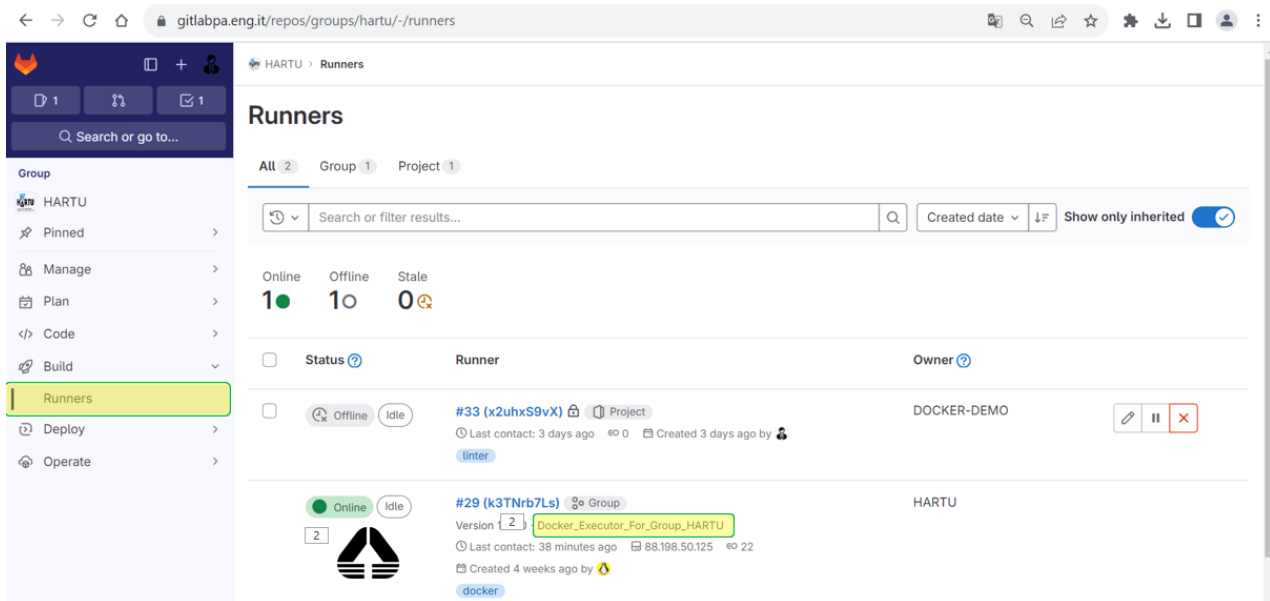 gitlabpa.eng.it/repos/groups/hartu/-/runners
1
1
Search or go to...
Group
HARTU
Pinned
Manage
Plan
Code
Build
Runners
Deploy
Operate
HARTU > Runners
Runners
All 2 Group 1 Project 1
Search or filter results...
Created date
Show only inherited
Online Offline Stale
1 1 0
Status Runner Owner
Offline Idle #33 (x2uhxS9vX) Project DOCKER-DEMO
Last contact: 3 days ago 0 Created 3 days ago by
linter
Online Idle #29 (k3TNrb7Ls) Group HARTU
Version 2 Docker_Executor_For_Group_HARTU
2
Last contact: 38 minutes ago 88.198.50.125 22
Created 4 weeks ago by
docker